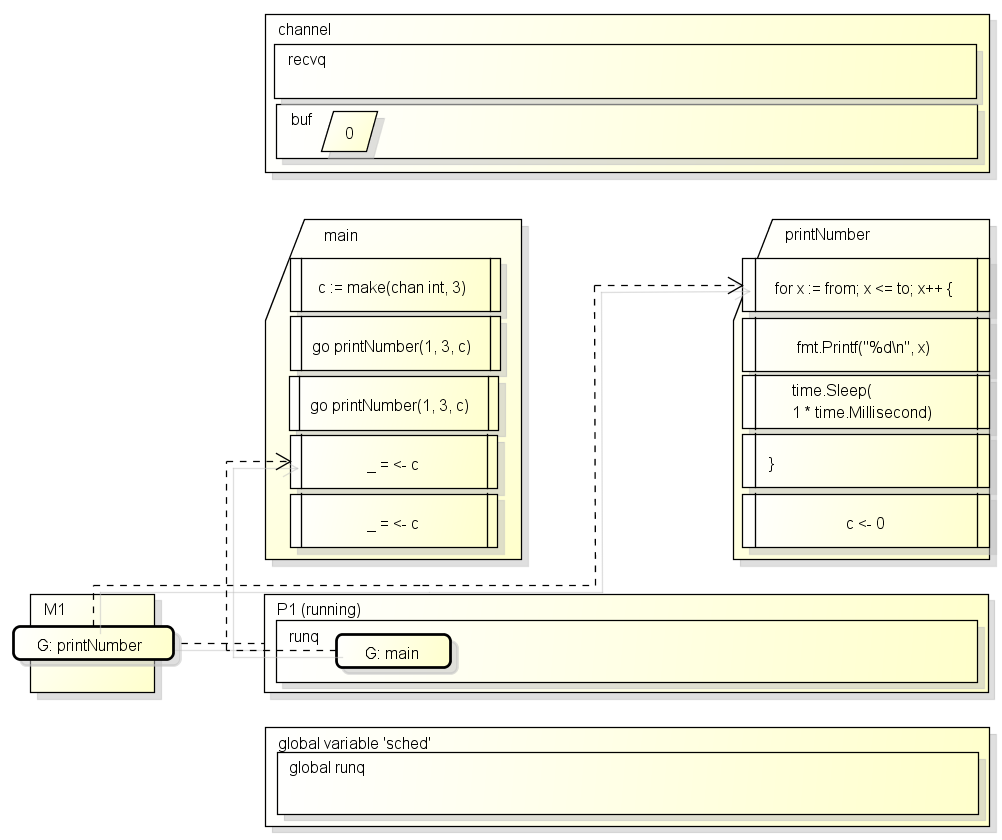 channel
recvq
buf
0
main
c := make(chan int, 3)
go printNumber(1, 3, c)
go printNumber(1, 3, c)
_ = <- c
_ = <- c
printNumber
for x := from; x <= to; x++ {
fmt.Printf("%d\n", x)
time.Sleep(
1 * time.Millisecond)
}
c <- 0
M1
G: printNumber
P1 (running)
runq
G: main
global variable 'sched'
global runq